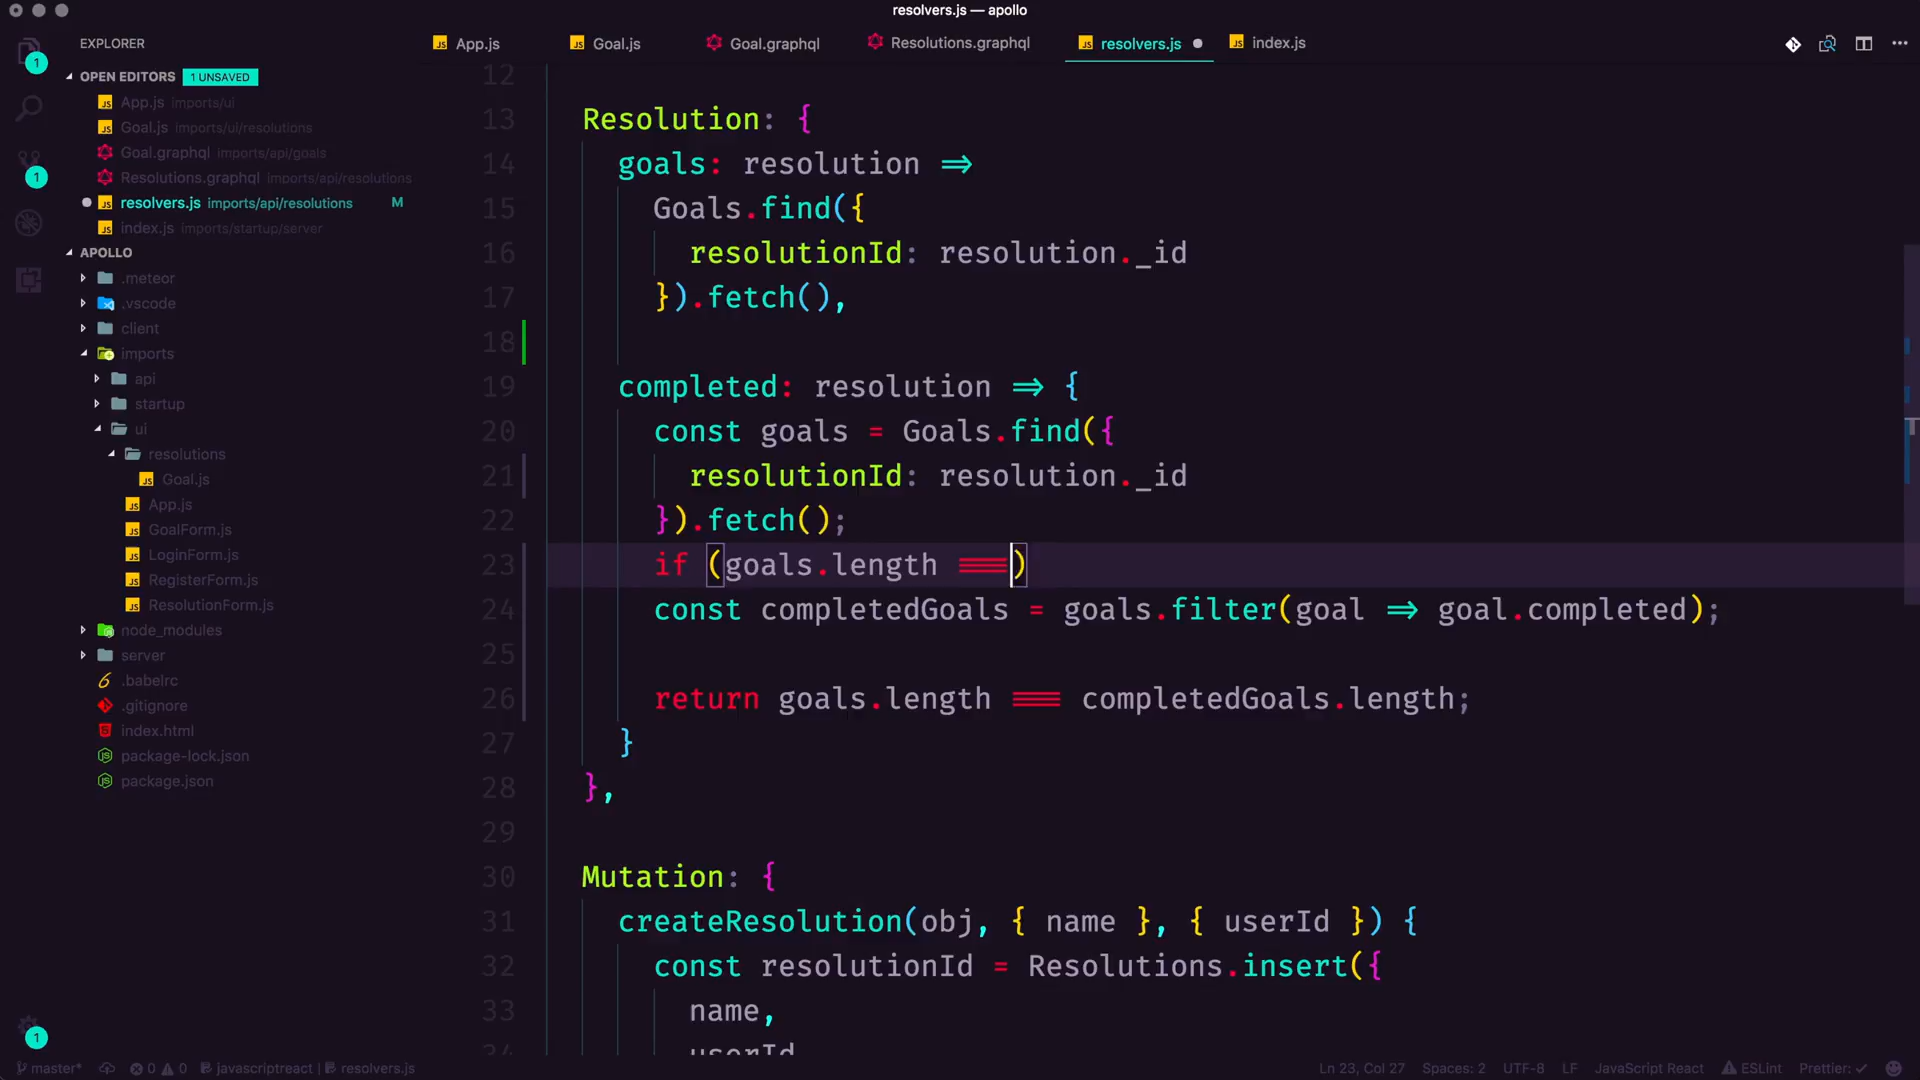 resolvers.js — apollo
EXPLORER
App.js
Goal.js
Goal.graphql
Resolutions.graphql
resolvers.js
index.js
OPEN EDITORS 1 UNSAVED
App.js imports/ui
Goal.js imports/ui/resolutions
Goal.graphql imports/api/goals
Resolutions.graphql imports/api/resolutions
resolvers.js imports/api/resolutions M
index.js imports/startup/server
APOLLO
.meteor
.vscode
client
imports
api
startup
ui
resolutions
Goal.js
App.js
GoalForm.js
LoginForm.js
RegisterForm.js
ResolutionForm.js
node_modules
server
.babelrc
.gitignore
index.html
package-lock.json
package.json
1
1
1
12
13 Resolution: {
14 goals: resolution =>
15 Goals.find({
16 resolutionId: resolution._id
17 }).fetch(),
18
19 completed: resolution => {
20 const goals = Goals.find({
21 resolutionId: resolution._id
22 }).fetch();
23 if (goals.length ===)
24 const completedGoals = goals.filter(goal => goal.completed);
25
26 return goals.length === completedGoals.length;
27 }
28 },
29
30 Mutation: {
31 createResolution(obj, { name }, { userId }) {
32 const resolutionId = Resolutions.insert({
33 name,
34 userId
master* 0 0 javascriptreact | resolvers.js
Ln 23, Col 27 Spaces: 2 UTF-8 LF JavaScript React ESLint Prettier: ✓